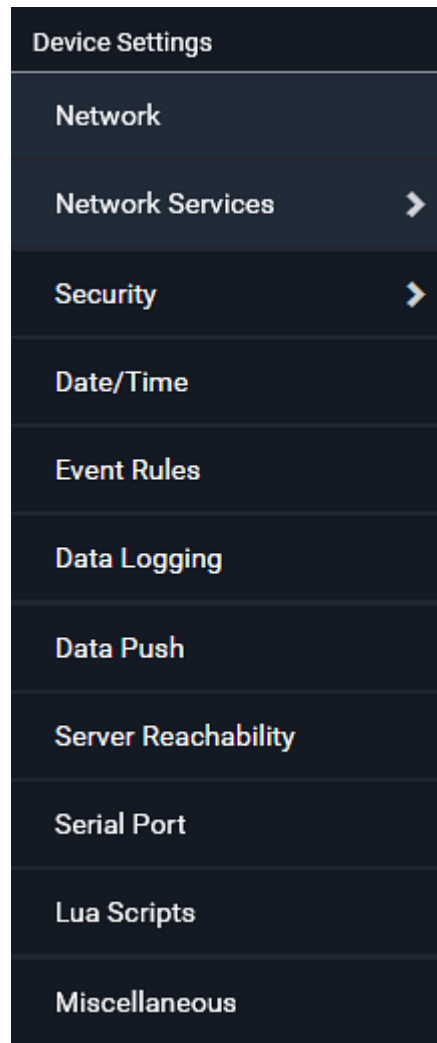 Device Settings
Network
Network Services
Security
Date/Time
Event Rules
Data Logging
Data Push
Server Reachability
Serial Port
Lua Scripts
Miscellaneous